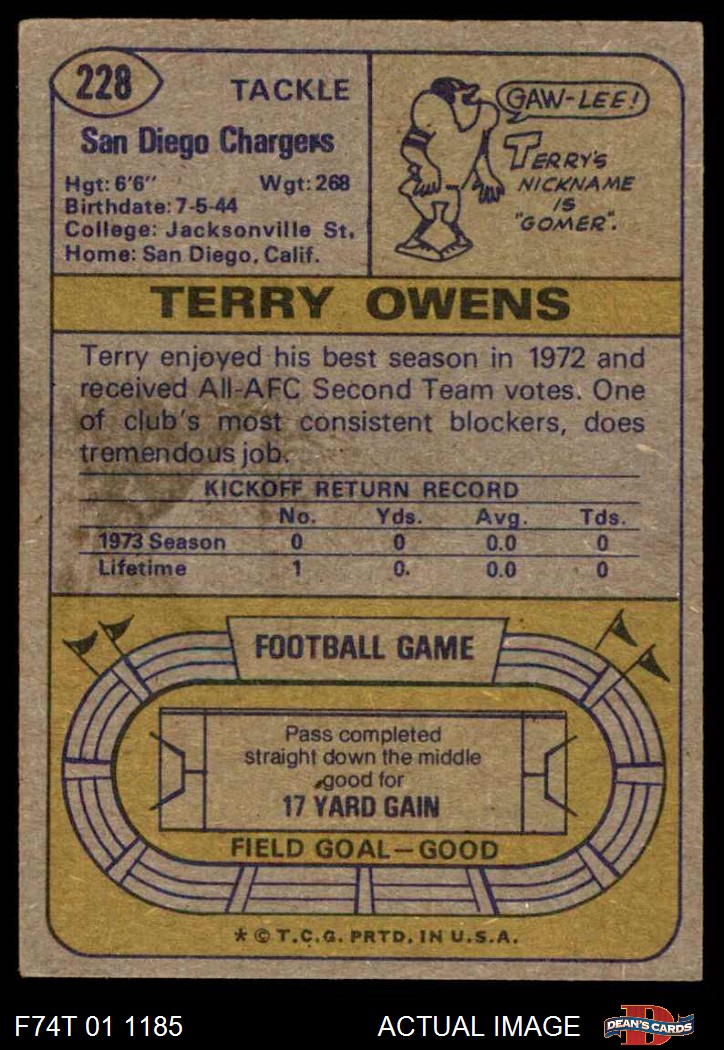 228
TACKLE
San Diego Chargers
Hgt: 6'6" Wgt: 268
Birthdate: 7-5-44
College: Jacksonville St.
Home: San Diego, Calif.
GAW-LEE!
TERRY'S
NICKNAME
IS
"GOMER".
TERRY OWENS
Terry enjoyed his best season in 1972 and
received All-AFC Second Team votes. One
of club's most consistent blockers, does
tremendous job.
KICKOFF RETURN RECORD
No. Yds. Avg. Tds.
1973 Season 0 0 0.0 0
Lifetime 1 0. 0.0 0
FOOTBALL GAME
Pass completed
straight down the middle
good for
17 YARD GAIN
FIELD GOAL—GOOD
* © T.C.G. PRTD. IN U.S.A.
F74T 01 1185 ACTUAL IMAGE
D
DEAN'S CARDS